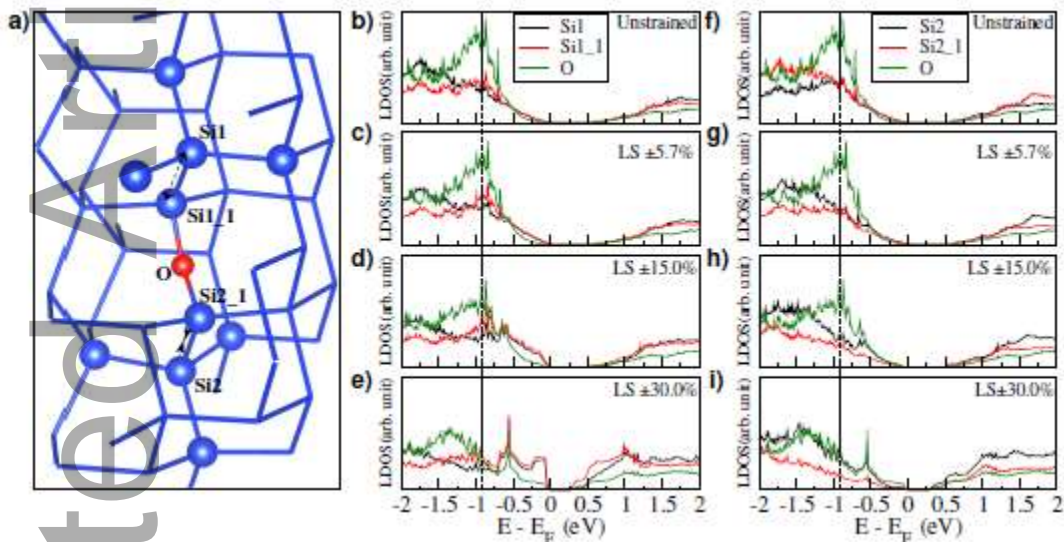 a)
Si1
Si1_1
O
Si2_1
Si2
ted Arti
b)
LDOS(arb. unit)
Si1
Si1_1
O
Unstrained
c)
LDOS(arb. unit)
LS ±5.7%
d)
LDOS(arb. unit)
LS ±15.0%
e)
LDOS(arb. unit)
LS ±30.0%
-2 -1.5 -1 -0.5 0 0.5 1 1.5 2
E - E_F (eV)
f)
LDOS(arb. unit)
Si2
Si2_1
O
Unstrained
g)
LDOS(arb. unit)
LS ±5.7%
h)
LDOS(arb. unit)
LS ±15.0%
i)
LDOS(arb. unit)
LS±30.0%
-2 -1.5 -1 -0.5 0 0.5 1 1.5 2
E - E_F (eV)